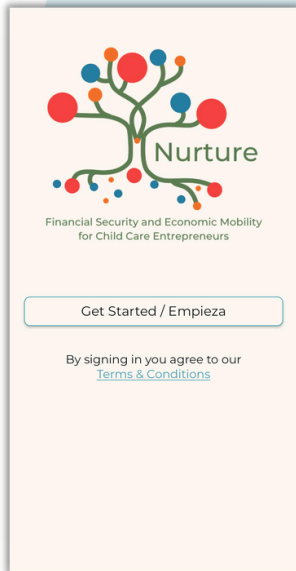 Nurture
Financial Security and Economic Mobility
for Child Care Entrepreneurs
Get Started / Empieza
By signing in you agree to our
Terms & Conditions